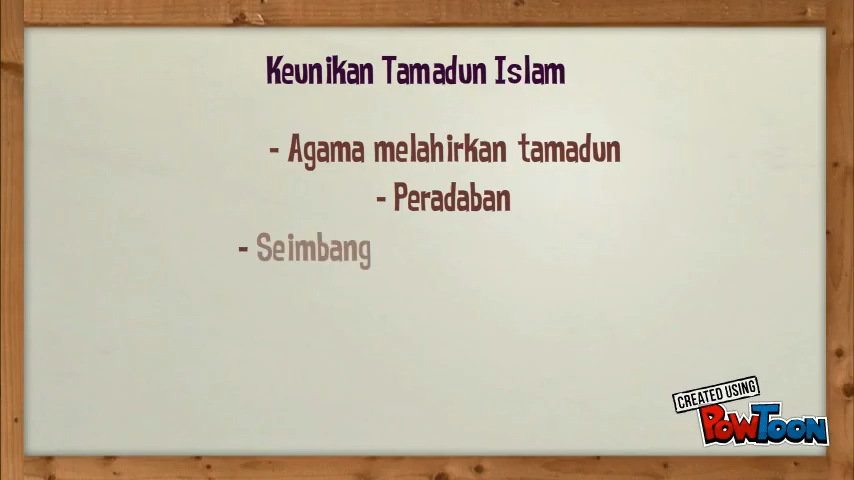 Keunikan Tamadun Islam
- Agama melahirkan tamadun
- Peradaban
- Seimbang
CREATED USING
POWTOON